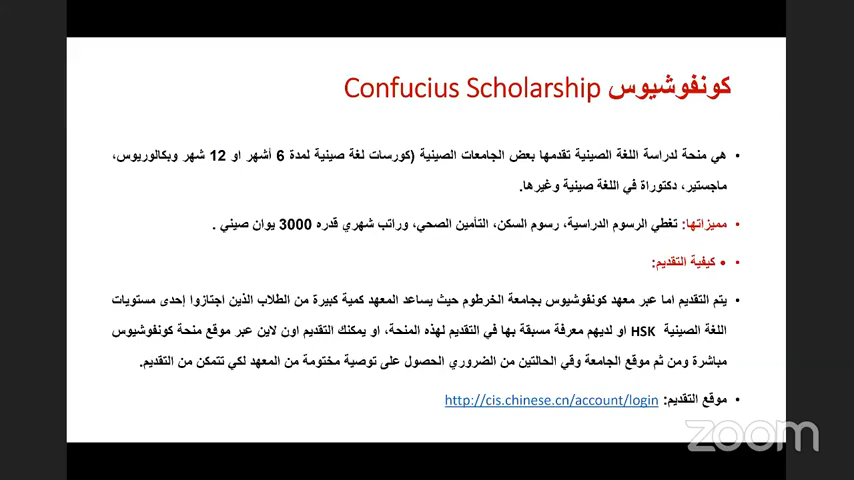 كونفوشيوس Confucius Scholarship
• هي منحة لدراسة اللغة الصينية تقدمها بعض الجامعات الصينية (كورسات لغة صينية لمدة 6 أشهر او 12 شهر وبكالوريوس،
ماجستير، دكتوراة في اللغة صينية وغيرها.
• مميزاتها: تغطي الرسوم الدراسية، رسوم السكن، التأمين الصحي، وراتب شهري قدره 3000 يوان صيني .
• • كيفية التقديم:
• يتم التقديم اما عبر معهد كونفوشيوس بجامعة الخرطوم حيث يساعد المعهد كمية كبيرة من الطلاب الذين اجتازوا إحدى مستويات
اللغة الصينية HSK او لديهم معرفة مسبقة بها في التقديم لهذه المنحة، او يمكنك التقديم اون لاين عبر موقع منحة كونفوشيوس
مباشرة ومن ثم موقع الجامعة وفي الحالتين من الضروري الحصول على توصية مختومة من المعهد لكي تتمكن من التقديم.
• موقع التقديم: http://cis.chinese.cn/account/login
zoom